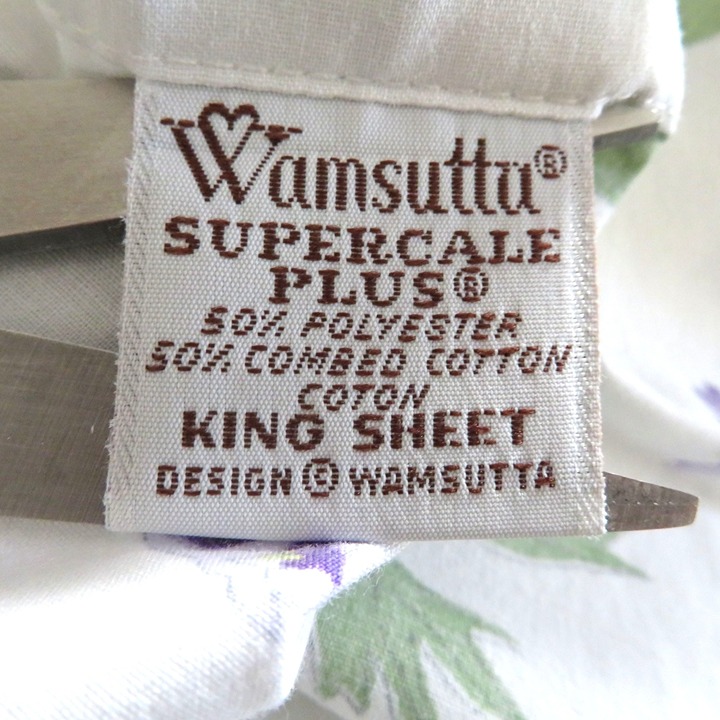 Wamsutta®
SUPERCALE
PLUS®
50% POLYESTER
50% COMBED COTTON
COTON
KING SHEET
DESIGN © WAMSUTTA